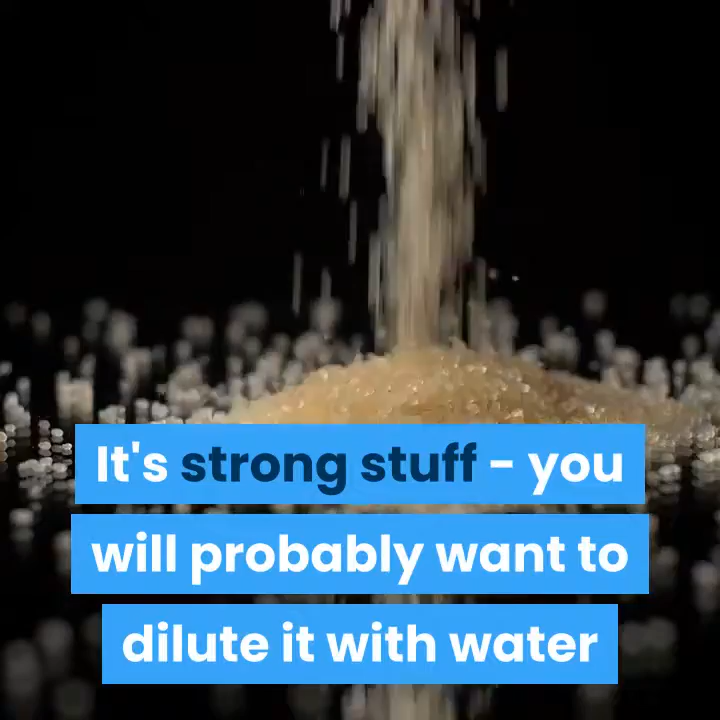 It's strong stuff - you
will probably want to
dilute it with water